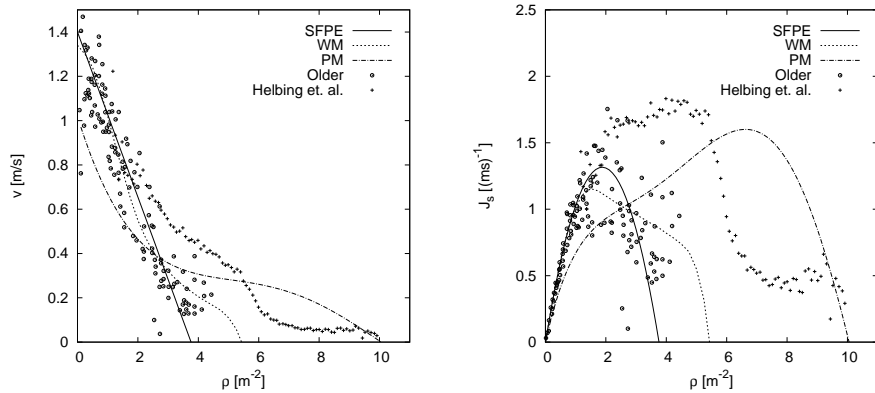 1.4
1.2
1
0.8
0.6
0.4
0.2
0
0 2 4 6 8 10
v [m/s]
ρ [m⁻²]
SFPE
WM
PM
Older
Helbing et. al.
2.5
2
1.5
1
0.5
0
0 2 4 6 8 10
Jₛ [(ms)⁻¹]
ρ [m⁻²]
SFPE
WM
PM
Older
Helbing et. al.